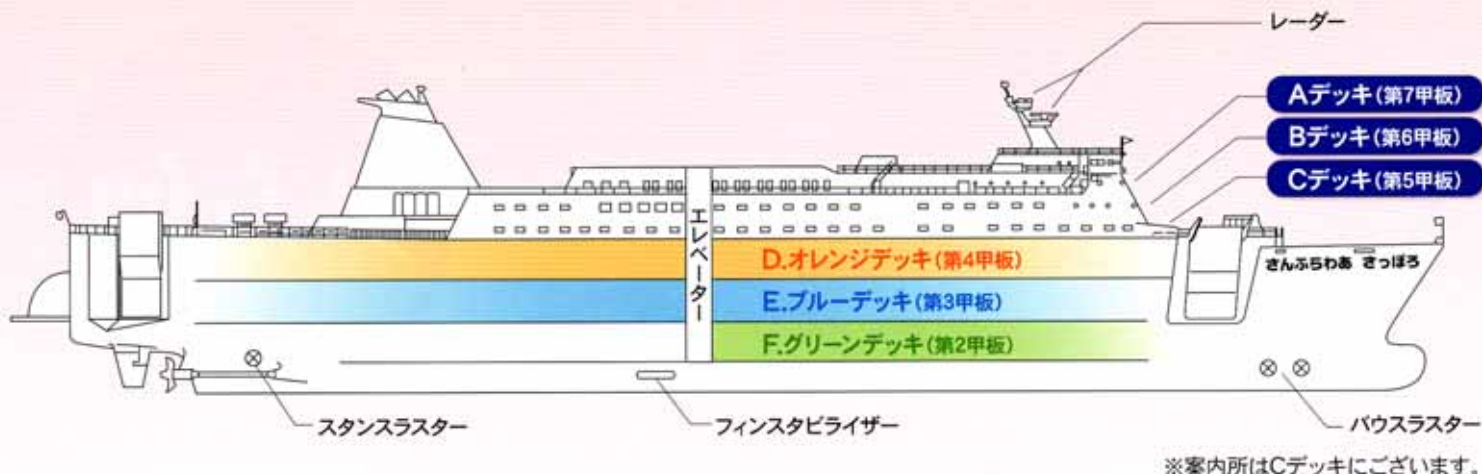 レーダー
Aデッキ(第7甲板)
Bデッキ(第6甲板)
Cデッキ(第5甲板)
エレベーター
D.オレンジデッキ(第4甲板)
さんふらわあ さっぽろ
E.ブルーデッキ(第3甲板)
F.グリーンデッキ(第2甲板)
スタンスラスター
フィンスタビライザー
バウスラスター
※案内所はCデッキにございます。